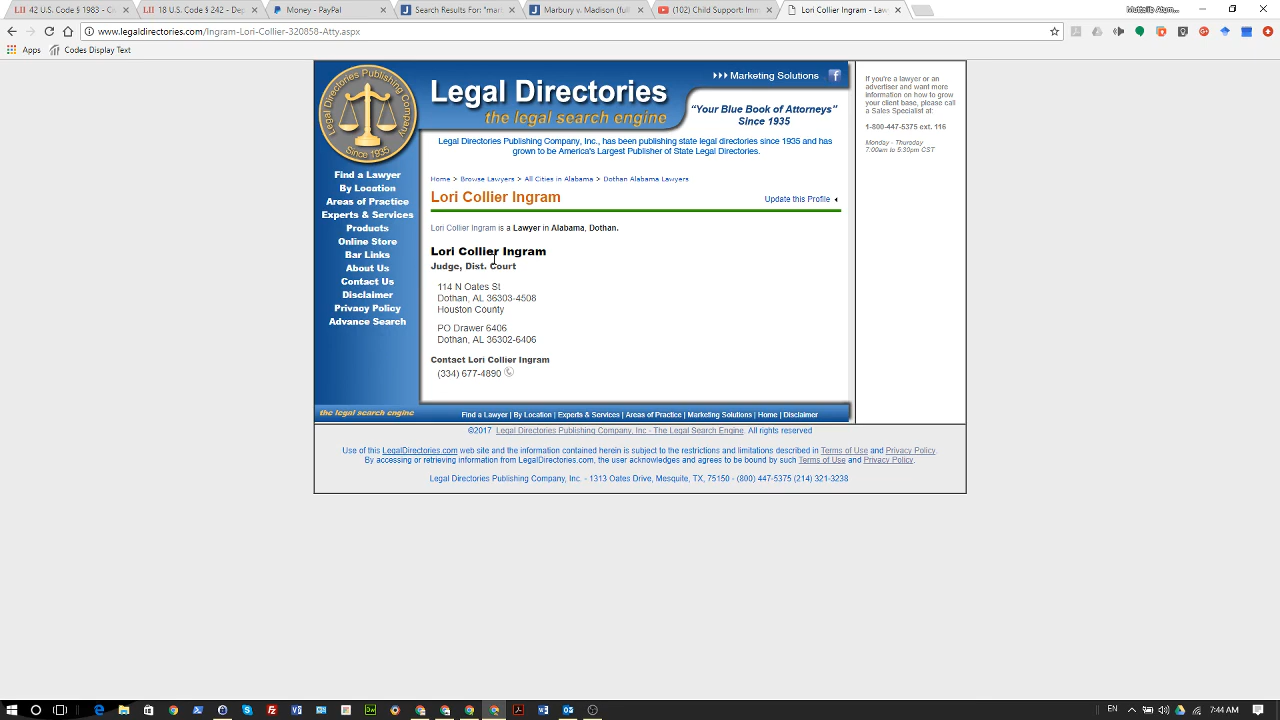 42 U.S. Code § 1983 - Ci
18 U.S. Code § 242 - Dep
Money - PayPal
Search Results For: "marc
Marbury v. Madison (full
(102) Child Support: Imm
Lori Collier Ingram - Law
www.legaldirectories.com/Ingram-Lori-Collier-320858-Atty.aspx
Apps
Codes Display Text
Legal Directories Publishing Company
Since 1935
Legal Directories
the legal search engine
Marketing Solutions
"Your Blue Book of Attorneys"
Since 1935
Legal Directories Publishing Company, Inc., has been publishing state legal directories since 1935 and has
grown to be America's Largest Publisher of State Legal Directories.
If you're a lawyer or an
advertiser and want more
information on how to grow
your client base, please call
a Sales Specialist at:
1-800-447-5375 ext. 116
Monday - Thursday
7:00am to 5:30pm CST
Find a Lawyer
By Location
Areas of Practice
Experts & Services
Products
Online Store
Bar Links
About Us
Contact Us
Disclaimer
Privacy Policy
Advance Search
Home > Browse Lawyers > All Cities in Alabama > Dothan Alabama Lawyers
Lori Collier Ingram
Update this Profile
Lori Collier Ingram is a Lawyer in Alabama, Dothan.
Lori Collier Ingram
Judge, Dist. Court
114 N Oates St
Dothan, AL 36303-4508
Houston County
PO Drawer 6406
Dothan, AL 36302-6406
Contact Lori Collier Ingram
(334) 677-4890
the legal search engine
Find a Lawyer | By Location | Experts & Services | Areas of Practice | Marketing Solutions | Home | Disclaimer
©2017 Legal Directories Publishing Company, Inc - The Legal Search Engine. All rights reserved
Use of this LegalDirectories.com web site and the information contained herein is subject to the restrictions and limitations described in Terms of Use and Privacy Policy.
By accessing or retrieving information from LegalDirectories.com, the user acknowledges and agrees to be bound by such Terms of Use and Privacy Policy.
Legal Directories Publishing Company, Inc. - 1313 Oates Drive, Mesquite, TX, 75150 - (800) 447-5375 (214) 321-3238
EN
7:44 AM